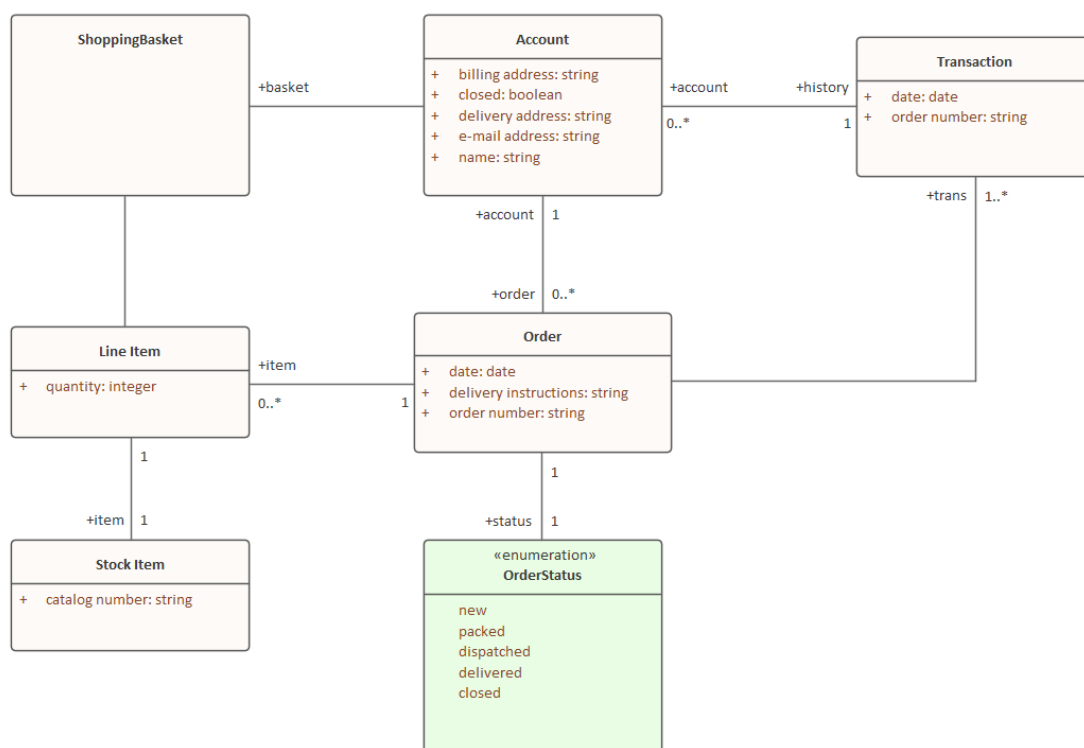 ShoppingBasket
+basket
Account
+ billing address: string
+ closed: boolean
+ delivery address: string
+ e-mail address: string
+ name: string
+account
0..*
+history
1
Transaction
+ date: date
+ order number: string
+trans
1..*
+account
1
+order
0..*
Line Item
+ quantity: integer
+item
0..*
1
Order
+ date: date
+ delivery instructions: string
+ order number: string
1
+item
1
Stock Item
+ catalog number: string
1
+status
1
«enumeration»
OrderStatus
new
packed
dispatched
delivered
closed